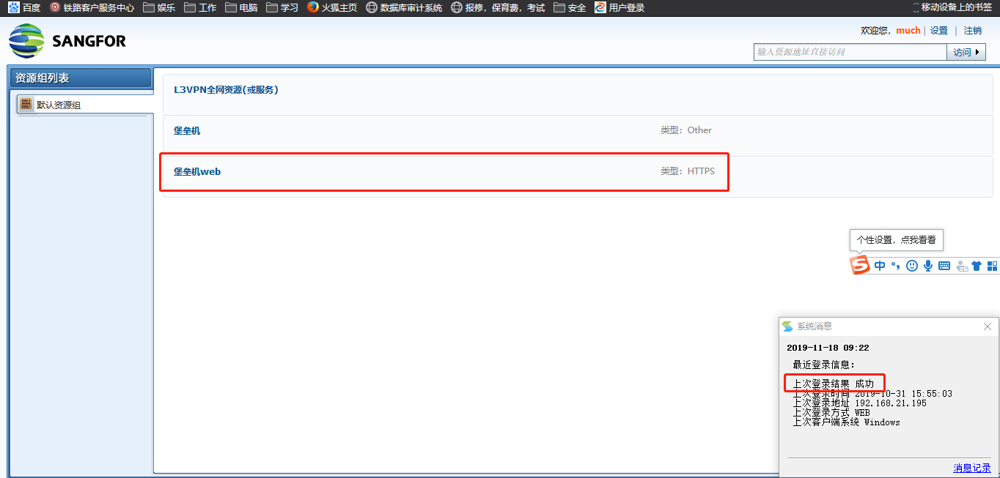 百度 铁路客户服务中心 娱乐 工作 电脑 学习 火狐主页 数据库审计系统 报修，保育费，考试 安全 用户登录 移动设备上的书签
SANGFOR
欢迎您，much | 设置 | 注销
输入资源地址直接访问 访问
资源组列表
默认资源组
L3VPN全网资源(或服务)
堡垒机 类型：Other
堡垒机web 类型：HTTPS
个性设置，点我看看
S 中
系统消息
2019-11-18 09:22
最近登录信息：
上次登录结果 成功
上次登录时间 2019-10-31 15:55:03
上次登录地址 192.168.21.195
上次登录方式 WEB
上次客户端系统 Windows
消息记录